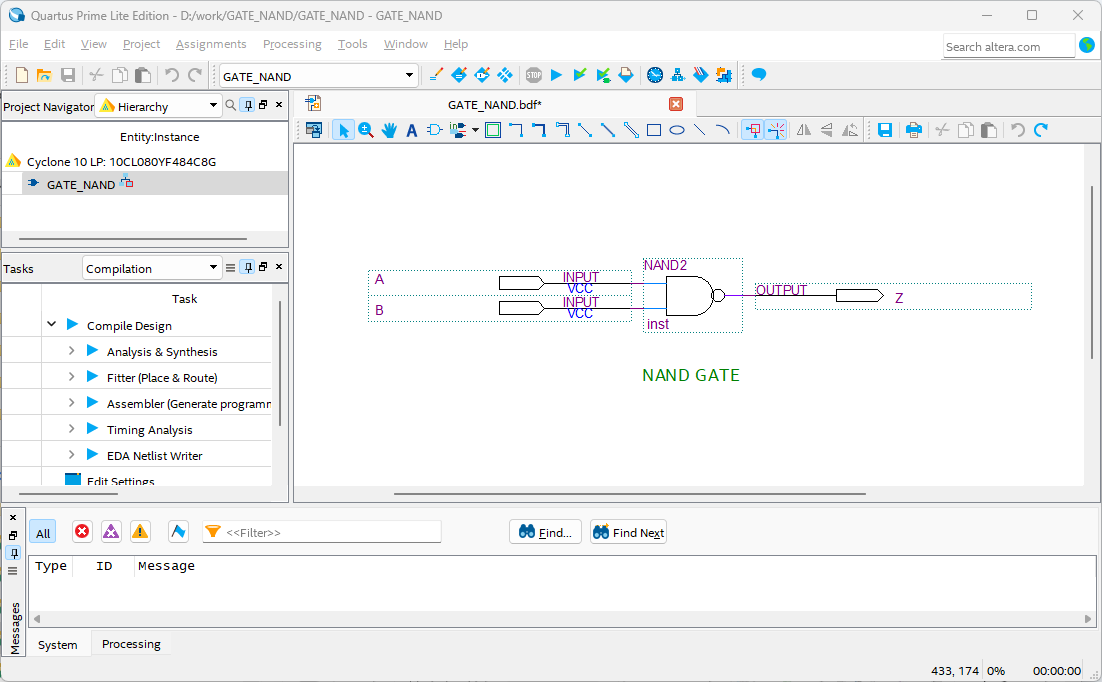 Quartus Prime Lite Edition - D:/work/GATE_NAND/GATE_NAND - GATE_NAND
File Edit View Project Assignments Processing Tools Window Help
Search altera.com
GATE_NAND
STOP
Project Navigator Hierarchy
GATE_NAND.bdf*
A
Entity:Instance
Cyclone 10 LP: 10CL080YF484C8G
GATE_NAND
Tasks Compilation
Task
Compile Design
Analysis & Synthesis
Fitter (Place & Route)
Assembler (Generate programm
Timing Analysis
EDA Netlist Writer
Edit Settings
NAND2
A INPUT
VCC
B INPUT
VCC
inst
OUTPUT Z
NAND GATE
All <<Filter>> Find... Find Next
Type ID Message
Messages
System Processing
433, 174 0% 00:00:00